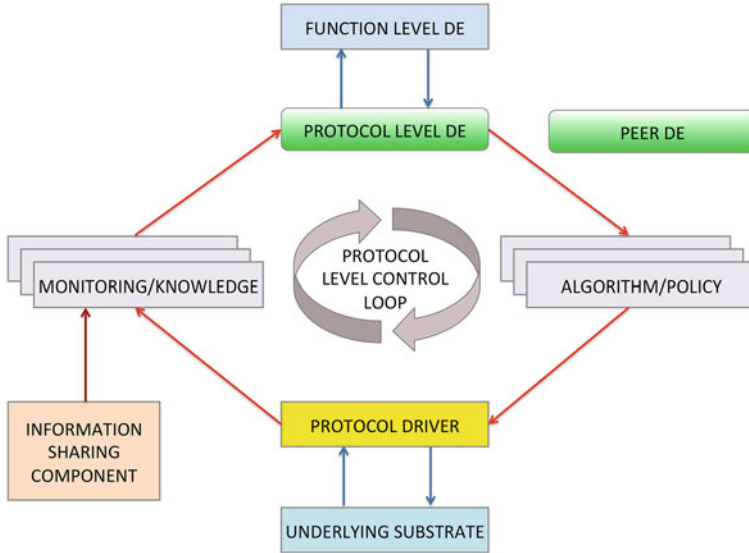 FUNCTION LEVEL DE
PROTOCOL LEVEL DE
PEER DE
MONITORING/KNOWLEDGE
PROTOCOL
LEVEL CONTROL
LOOP
ALGORITHM/POLICY
INFORMATION
SHARING
COMPONENT
PROTOCOL DRIVER
UNDERLYING SUBSTRATE